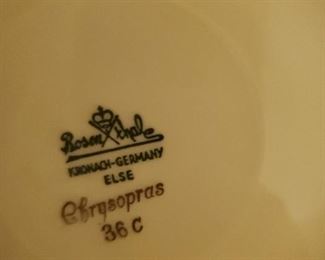 Rosenthal
KRONACH-GERMANY
ELSE
Chrysopras
36 C